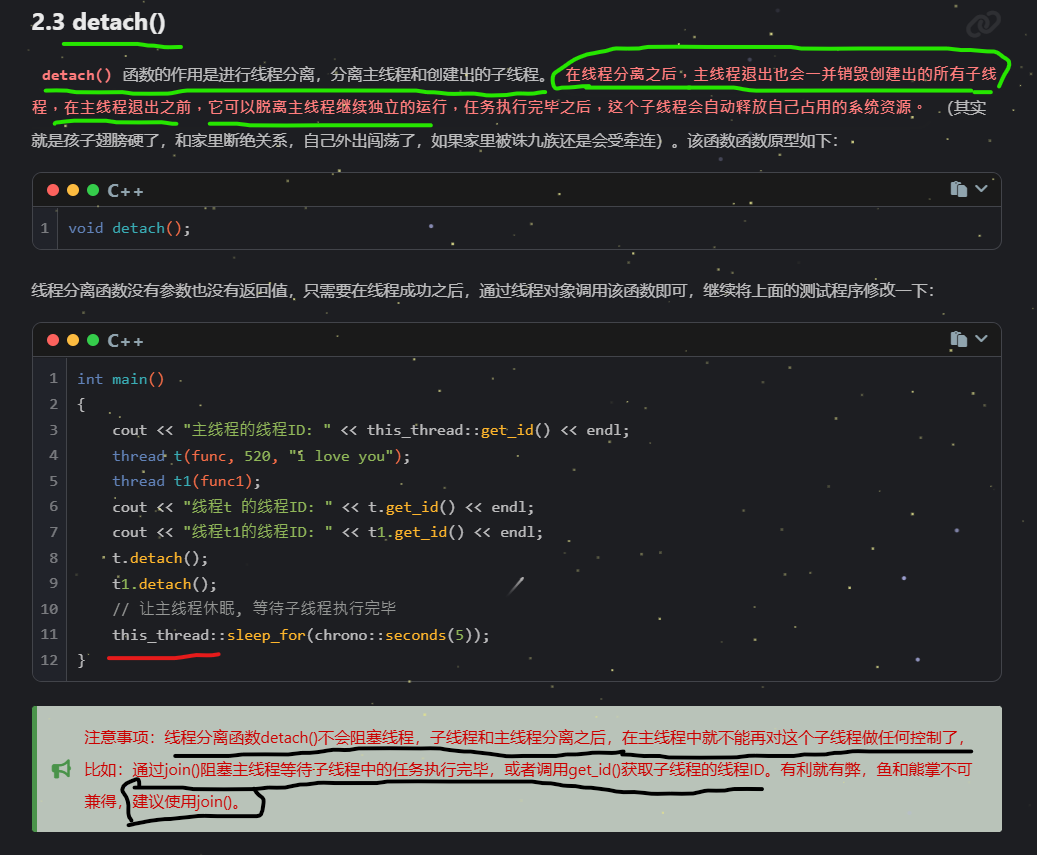 2.3 detach()
detach() 函数的作用是进行线程分离，分离主线程和创建出的子线程。在线程分离之后，主线程退出也会一并销毁创建出的所有子线
程，在主线程退出之前，它可以脱离主线程继续独立的运行，任务执行完毕之后，这个子线程会自动释放自己占用的系统资源。（其实
就是孩子翅膀硬了，和家里断绝关系，自己外出闯荡了，如果家里被诛九族还是会受牵连）。该函数函数原型如下：
C++
1 void detach();
线程分离函数没有参数也没有返回值，只需要在线程成功之后，通过线程对象调用该函数即可，继续将上面的测试程序修改一下：
C++
1 int main()
2 {
3 cout << "主线程的线程ID: " << this_thread::get_id() << endl;
4 thread t(func, 520, "i love you");
5 thread t1(func1);
6 cout << "线程t 的线程ID: " << t.get_id() << endl;
7 cout << "线程t1的线程ID: " << t1.get_id() << endl;
8 t.detach();
9 t1.detach();
10 // 让主线程休眠, 等待子线程执行完毕
11 this_thread::sleep_for(chrono::seconds(5));
12 }
注意事项：线程分离函数detach()不会阻塞线程，子线程和主线程分离之后，在主线程中就不能再对这个子线程做任何控制了，
比如：通过join()阻塞主线程等待子线程中的任务执行完毕，或者调用get_id()获取子线程的线程ID。有利就有弊，鱼和熊掌不可
兼得，建议使用join()。